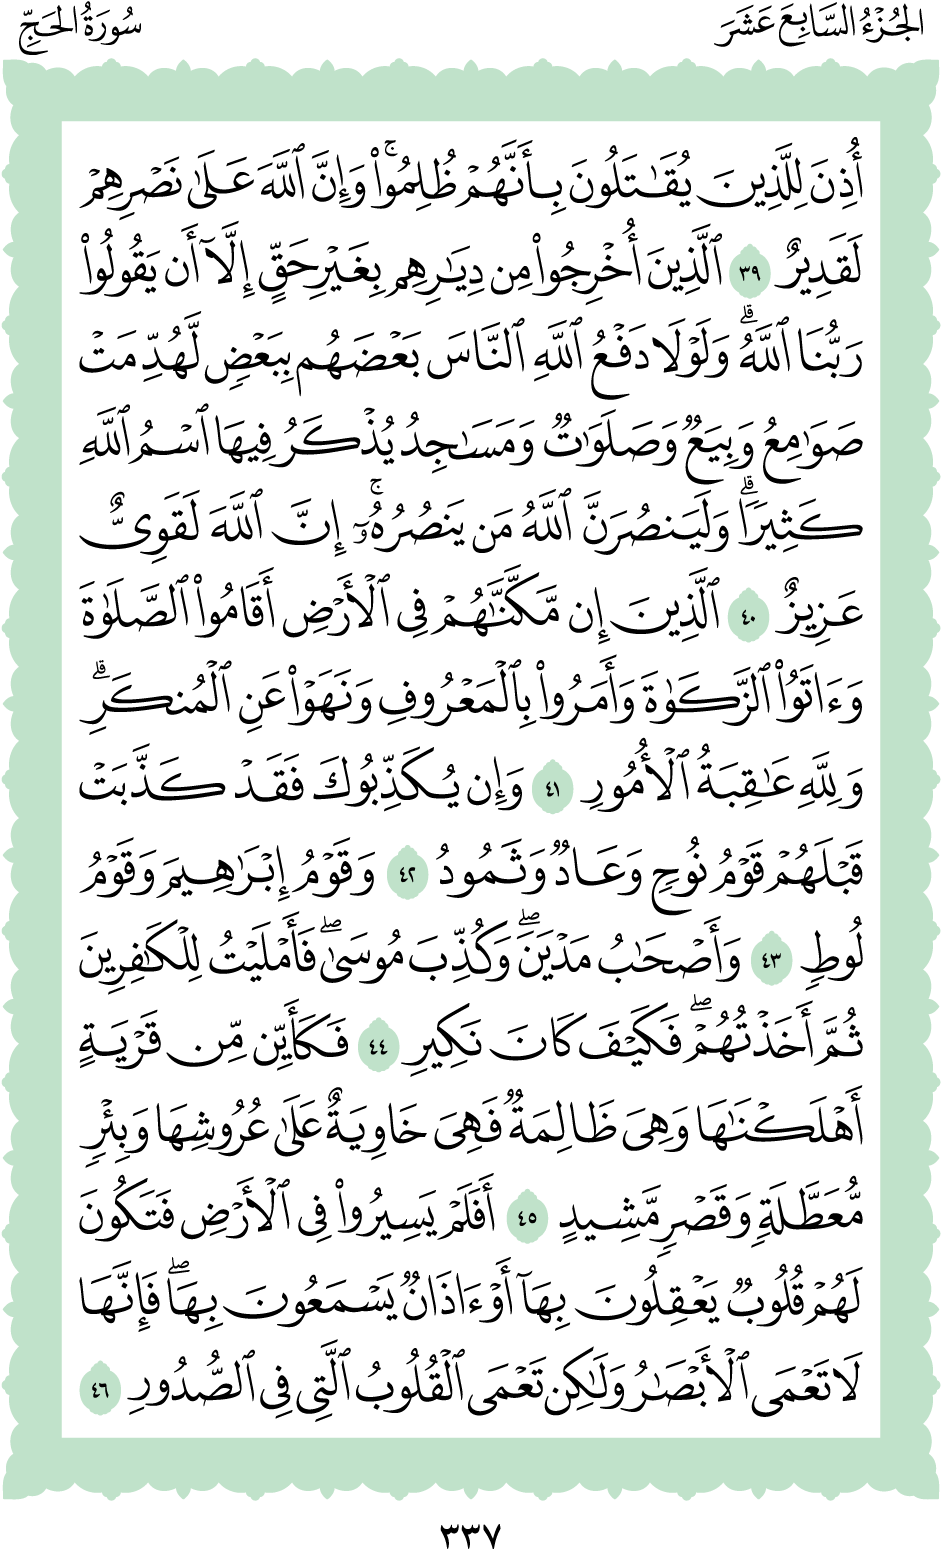 الجُزْءُ السَّابِعَ عَشَرَ
سُورَةُ الحَجِّ
أُذِنَ لِلَّذِينَ يُقَٰتَلُونَ بِأَنَّهُمْ ظُلِمُوا۟ ۚ وَإِنَّ ٱللَّهَ عَلَىٰ نَصْرِهِمْ
لَقَدِيرٌ ٣٩ ٱلَّذِينَ أُخْرِجُوا۟ مِن دِيَٰرِهِم بِغَيْرِ حَقٍّ إِلَّآ أَن يَقُولُوا۟
رَبُّنَا ٱللَّهُ ۗ وَلَوْلَا دَفْعُ ٱللَّهِ ٱلنَّاسَ بَعْضَهُم بِبَعْضٍ لَّهُدِّمَتْ
صَوَٰمِعُ وَبِيَعٌ وَصَلَوَٰتٌ وَمَسَٰجِدُ يُذْكَرُ فِيهَا ٱسْمُ ٱللَّهِ
كَثِيرًا ۗ وَلَيَنصُرَنَّ ٱللَّهُ مَن يَنصُرُهُۥٓ ۚ إِنَّ ٱللَّهَ لَقَوِىٌّ
عَزِيزٌ ٤٠ ٱلَّذِينَ إِن مَّكَّنَّٰهُمْ فِى ٱلْأَرْضِ أَقَامُوا۟ ٱلصَّلَوٰةَ
وَءَاتَوُا۟ ٱلزَّكَوٰةَ وَأَمَرُوا۟ بِٱلْمَعْرُوفِ وَنَهَوْا۟ عَنِ ٱلْمُنكَرِ ۗ
وَلِلَّهِ عَٰقِبَةُ ٱلْأُمُورِ ٤١ وَإِن يُكَذِّبُوكَ فَقَدْ كَذَّبَتْ
قَبْلَهُمْ قَوْمُ نُوحٍ وَعَادٌ وَثَمُودُ ٤٢ وَقَوْمُ إِبْرَٰهِيمَ وَقَوْمُ
لُوطٍ ٤٣ وَأَصْحَٰبُ مَدْيَنَ ۖ وَكُذِّبَ مُوسَىٰ ۖ فَأَمْلَيْتُ لِلْكَٰفِرِينَ
ثُمَّ أَخَذْتُهُمْ ۖ فَكَيْفَ كَانَ نَكِيرِ ٤٤ فَكَأَيِّن مِّن قَرْيَةٍ
أَهْلَكْنَٰهَا وَهِىَ ظَالِمَةٌ فَهِىَ خَاوِيَةٌ عَلَىٰ عُرُوشِهَا وَبِئْرٍ
مُّعَطَّلَةٍ وَقَصْرٍ مَّشِيدٍ ٤٥ أَفَلَمْ يَسِيرُوا۟ فِى ٱلْأَرْضِ فَتَكُونَ
لَهُمْ قُلُوبٌ يَعْقِلُونَ بِهَآ أَوْ ءَاذَانٌ يَسْمَعُونَ بِهَا ۖ فَإِنَّهَا
لَا تَعْمَى ٱلْأَبْصَٰرُ وَلَٰكِن تَعْمَى ٱلْقُلُوبُ ٱلَّتِى فِى ٱلصُّدُورِ ٤٦
٣٣٧